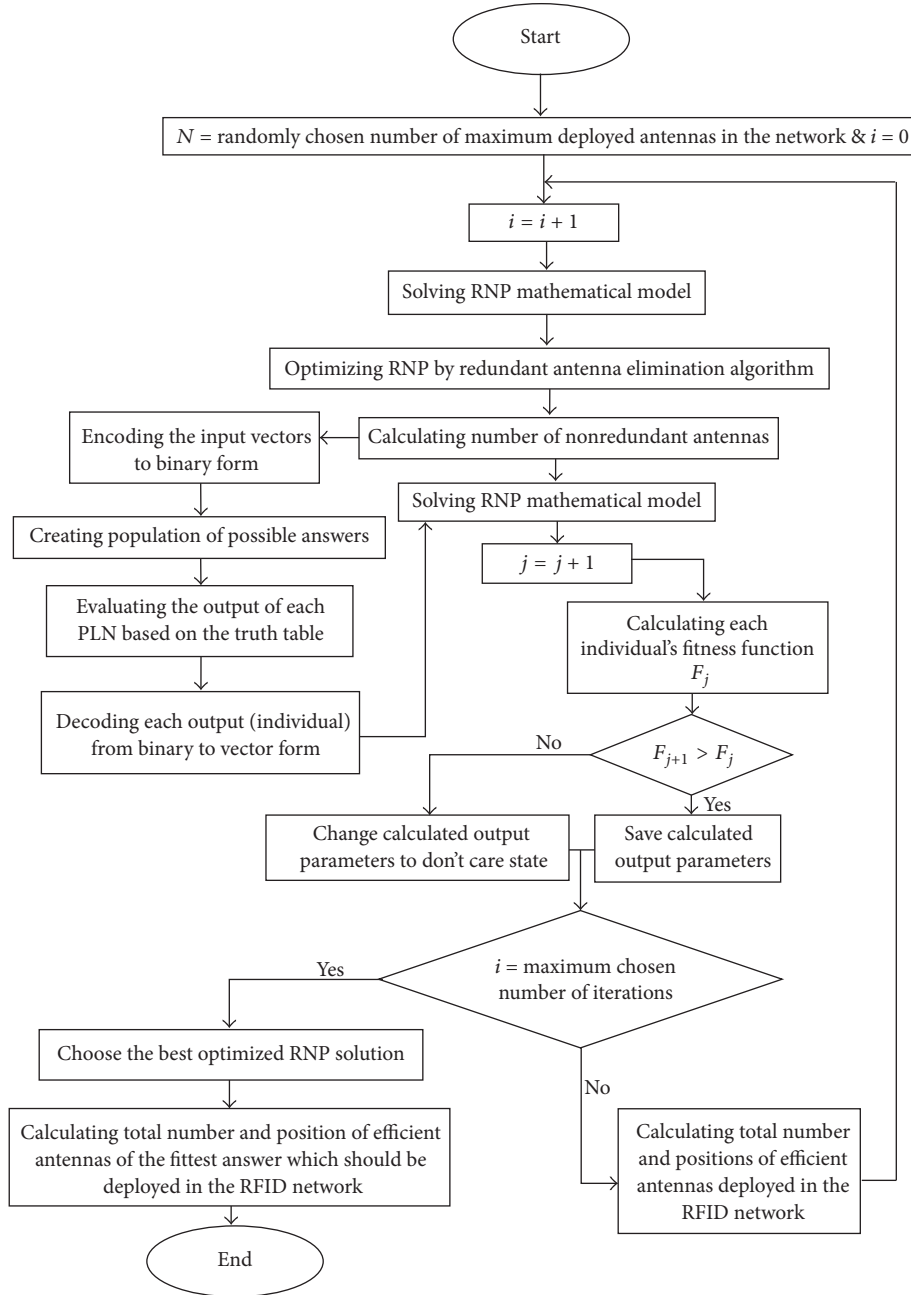 Start
N = randomly chosen number of maximum deployed antennas in the network & i = 0
i = i + 1
Solving RNP mathematical model
Optimizing RNP by redundant antenna elimination algorithm
Calculating number of nonredundant antennas
Encoding the input vectors
to binary form
Creating population of possible answers
Evaluating the output of each
PLN based on the truth table
Decoding each output (individual)
from binary to vector form
Solving RNP mathematical model
j = j + 1
Calculating each
individual's fitness function
F_j
F_{j+1} > F_j
No
Yes
Change calculated output
parameters to don't care state
Save calculated
output parameters
i = maximum chosen
number of iterations
Yes
No
Choose the best optimized RNP solution
Calculating total number and position of efficient
antennas of the fittest answer which should be
deployed in the RFID network
Calculating total number
and positions of efficient
antennas deployed in the
RFID network
End